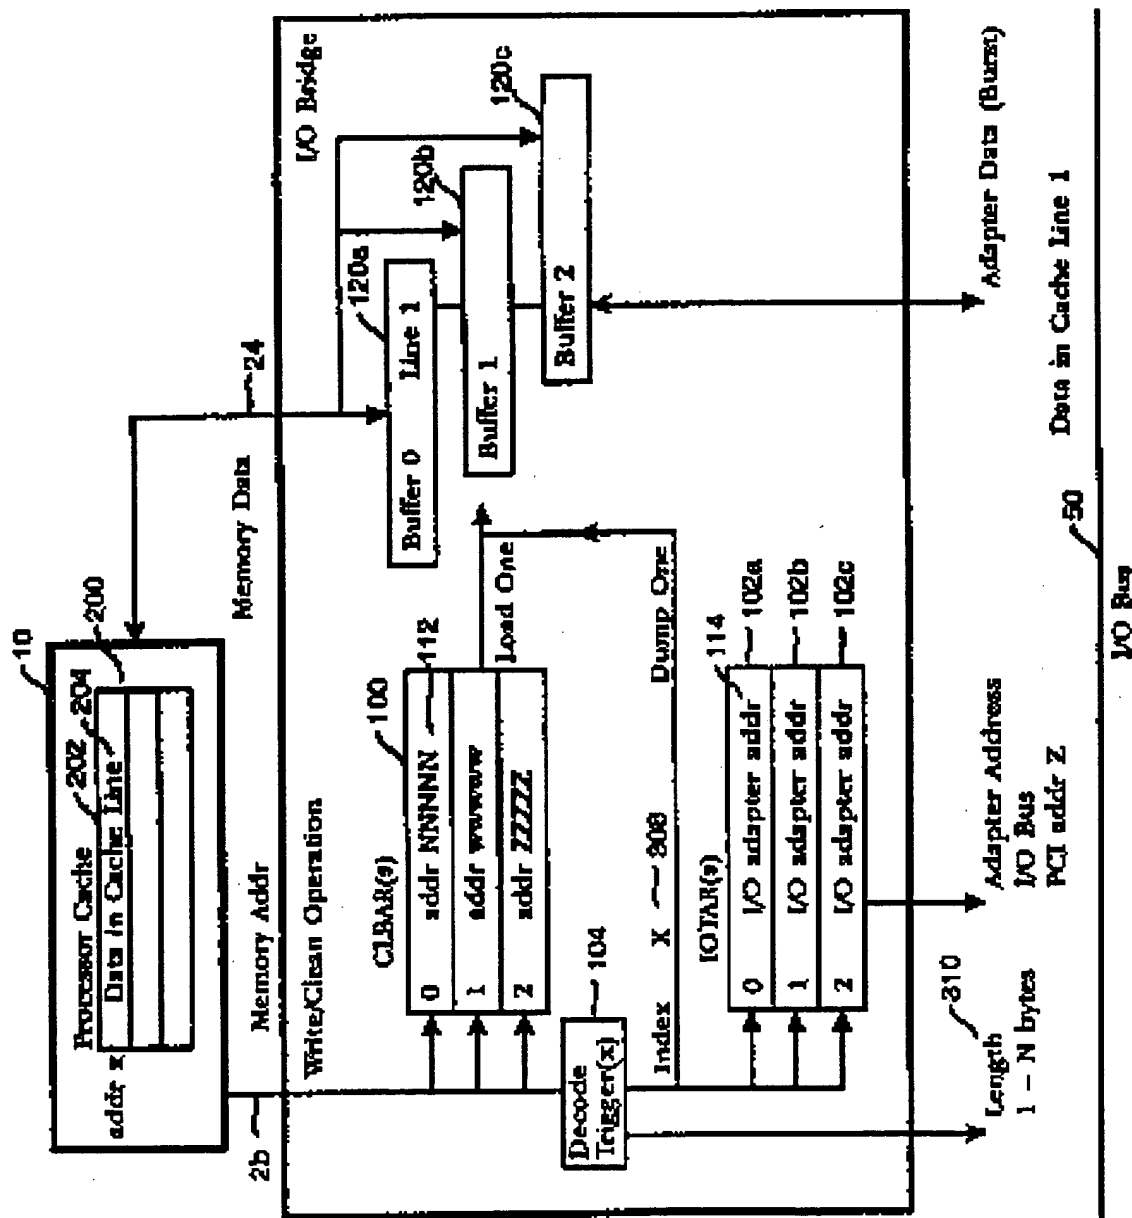 10
Processor Cache
202
204
200
addr x
Data in Cache Line
Memory Data
24
2b
Memory Addr
Write/Clean Operation
I/O Bridge
CLBAR(s)
100
0 addr NNNNN
112
1 addr wwwww
2 addr ZZZZZ
Load One
Buffer 0 Line 1
120a
Buffer 1
120b
Buffer 2
120c
Decode
Trigger(x)
104
Index X
308
Dump One
IOTAR(s)
114
0 I/O adapter addr
102a
1 I/O adapter addr
102b
2 I/O adapter addr
102c
310
Length
1 - N bytes
Adapter Address
I/O Bus
PCI addr Z
Adapter Data (Burst)
Data in Cache Line 1
50
I/O Bus